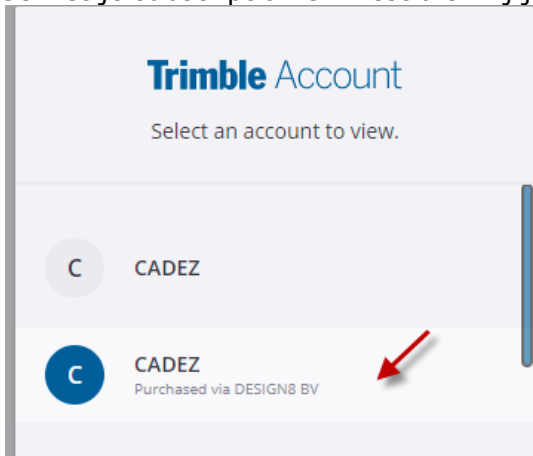 Trimble Account
Select an account to view.
C
CADEZ
C
CADEZ
Purchased via DESIGN8 BV